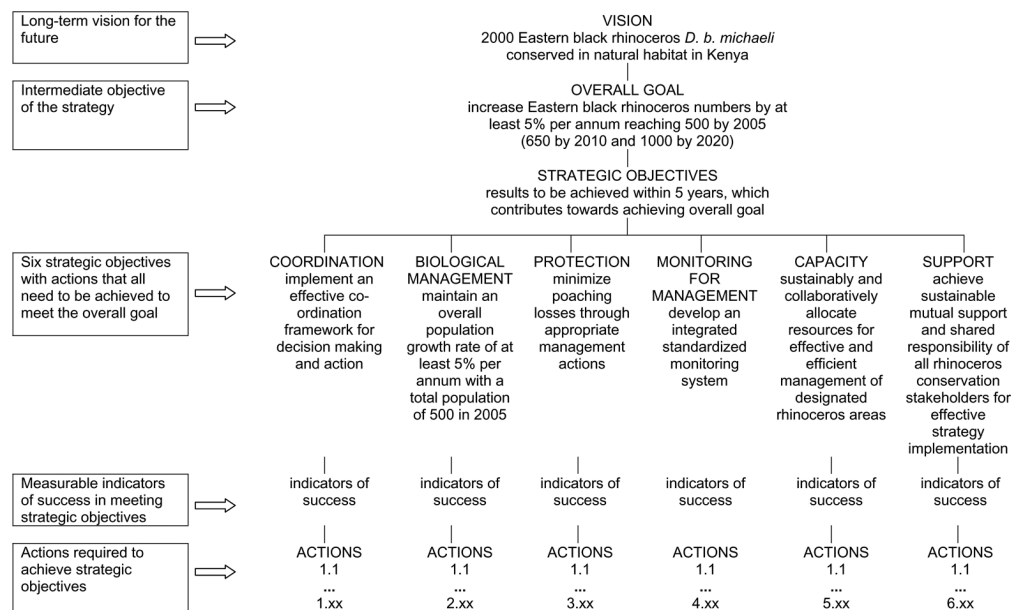 Long-term vision for the
future
VISION
2000 Eastern black rhinoceros D. b. michaeli
conserved in natural habitat in Kenya
Intermediate objective
of the strategy
OVERALL GOAL
increase Eastern black rhinoceros numbers by at
least 5% per annum reaching 500 by 2005
(650 by 2010 and 1000 by 2020)
STRATEGIC OBJECTIVES
results to be achieved within 5 years, which
contributes towards achieving overall goal
Six strategic objectives
with actions that all
need to be achieved to
meet the overall goal
COORDINATION
implement an
effective co-
ordination
framework for
decision making
and action
BIOLOGICAL
MANAGEMENT
maintain an
overall
population
growth rate of at
least 5% per
annum with a
total population
of 500 in 2005
PROTECTION
minimize
poaching
losses through
appropriate
management
actions
MONITORING
FOR
MANAGEMENT
develop an
integrated
standardized
monitoring
system
CAPACITY
sustainably and
collaboratively
allocate
resources for
effective and
efficient
management of
designated
rhinoceros areas
SUPPORT
achieve
sustainable
mutual support
and shared
responsibility of
all rhinoceros
conservation
stakeholders for
effective
strategy
implementation
Measurable indicators
of success in meeting
strategic objectives
indicators of
success
indicators of
success
indicators of
success
indicators of
success
indicators of
success
indicators of
success
Actions required to
achieve strategic
objectives
ACTIONS
1.1
...
1.xx
ACTIONS
1.1
...
2.xx
ACTIONS
1.1
...
3.xx
ACTIONS
1.1
...
4.xx
ACTIONS
1.1
...
5.xx
ACTIONS
1.1
...
6.xx